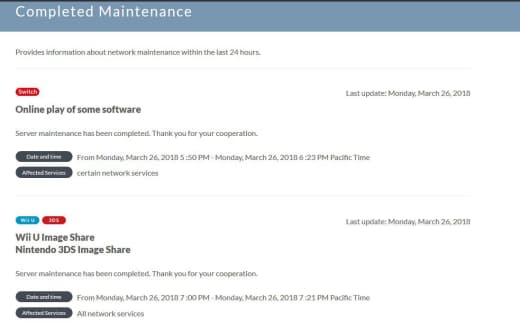 Completed Maintenance
Provides information about network maintenance within the last 24 hours.
Switch
Last update: Monday, March 26, 2018
Online play of some software
Server maintenance has been completed. Thank you for your cooperation.
Date and time From Monday, March 26, 2018 5:50 PM - Monday, March 26, 2018 6:23 PM Pacific Time
Affected Services certain network services
Wii U 3DS
Last update: Monday, March 26, 2018
Wii U Image Share
Nintendo 3DS Image Share
Server maintenance has been completed. Thank you for your cooperation.
Date and time From Monday, March 26, 2018 7:00 PM - Monday, March 26, 2018 7:21 PM Pacific Time
Affected Services All network services